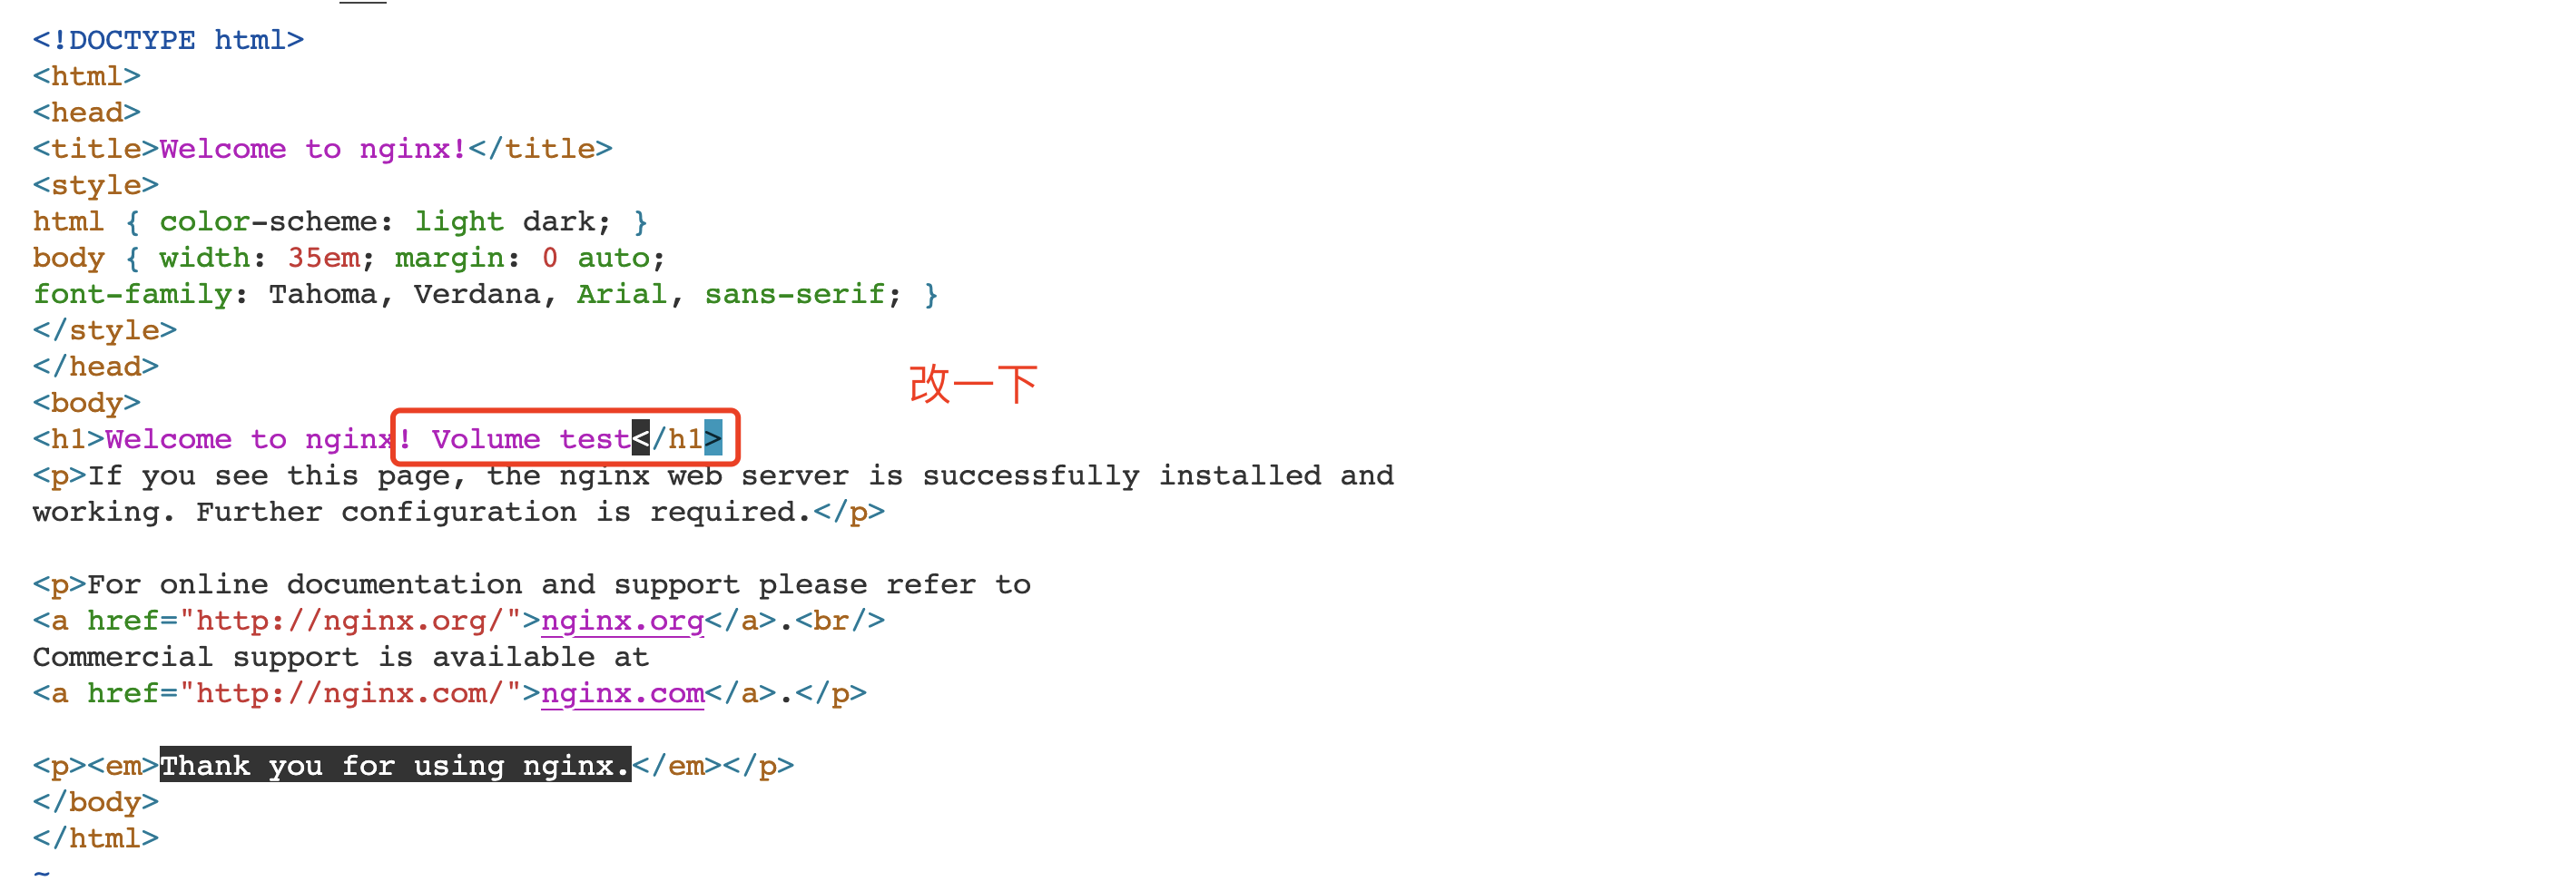 <!DOCTYPE html>
<html>
<head>
<title>Welcome to nginx!</title>
<style>
html { color-scheme: light dark; }
body { width: 35em; margin: 0 auto;
font-family: Tahoma, Verdana, Arial, sans-serif; }
</style>
</head>
改一下
<body>
<h1>Welcome to nginx! Volume test</h1>
<p>If you see this page, the nginx web server is successfully installed and
working. Further configuration is required.</p>

<p>For online documentation and support please refer to
<a href="http://nginx.org/">nginx.org</a>.<br/>
Commercial support is available at
<a href="http://nginx.com/">nginx.com</a>.</p>

<p><em>Thank you for using nginx.</em></p>
</body>
</html>
~